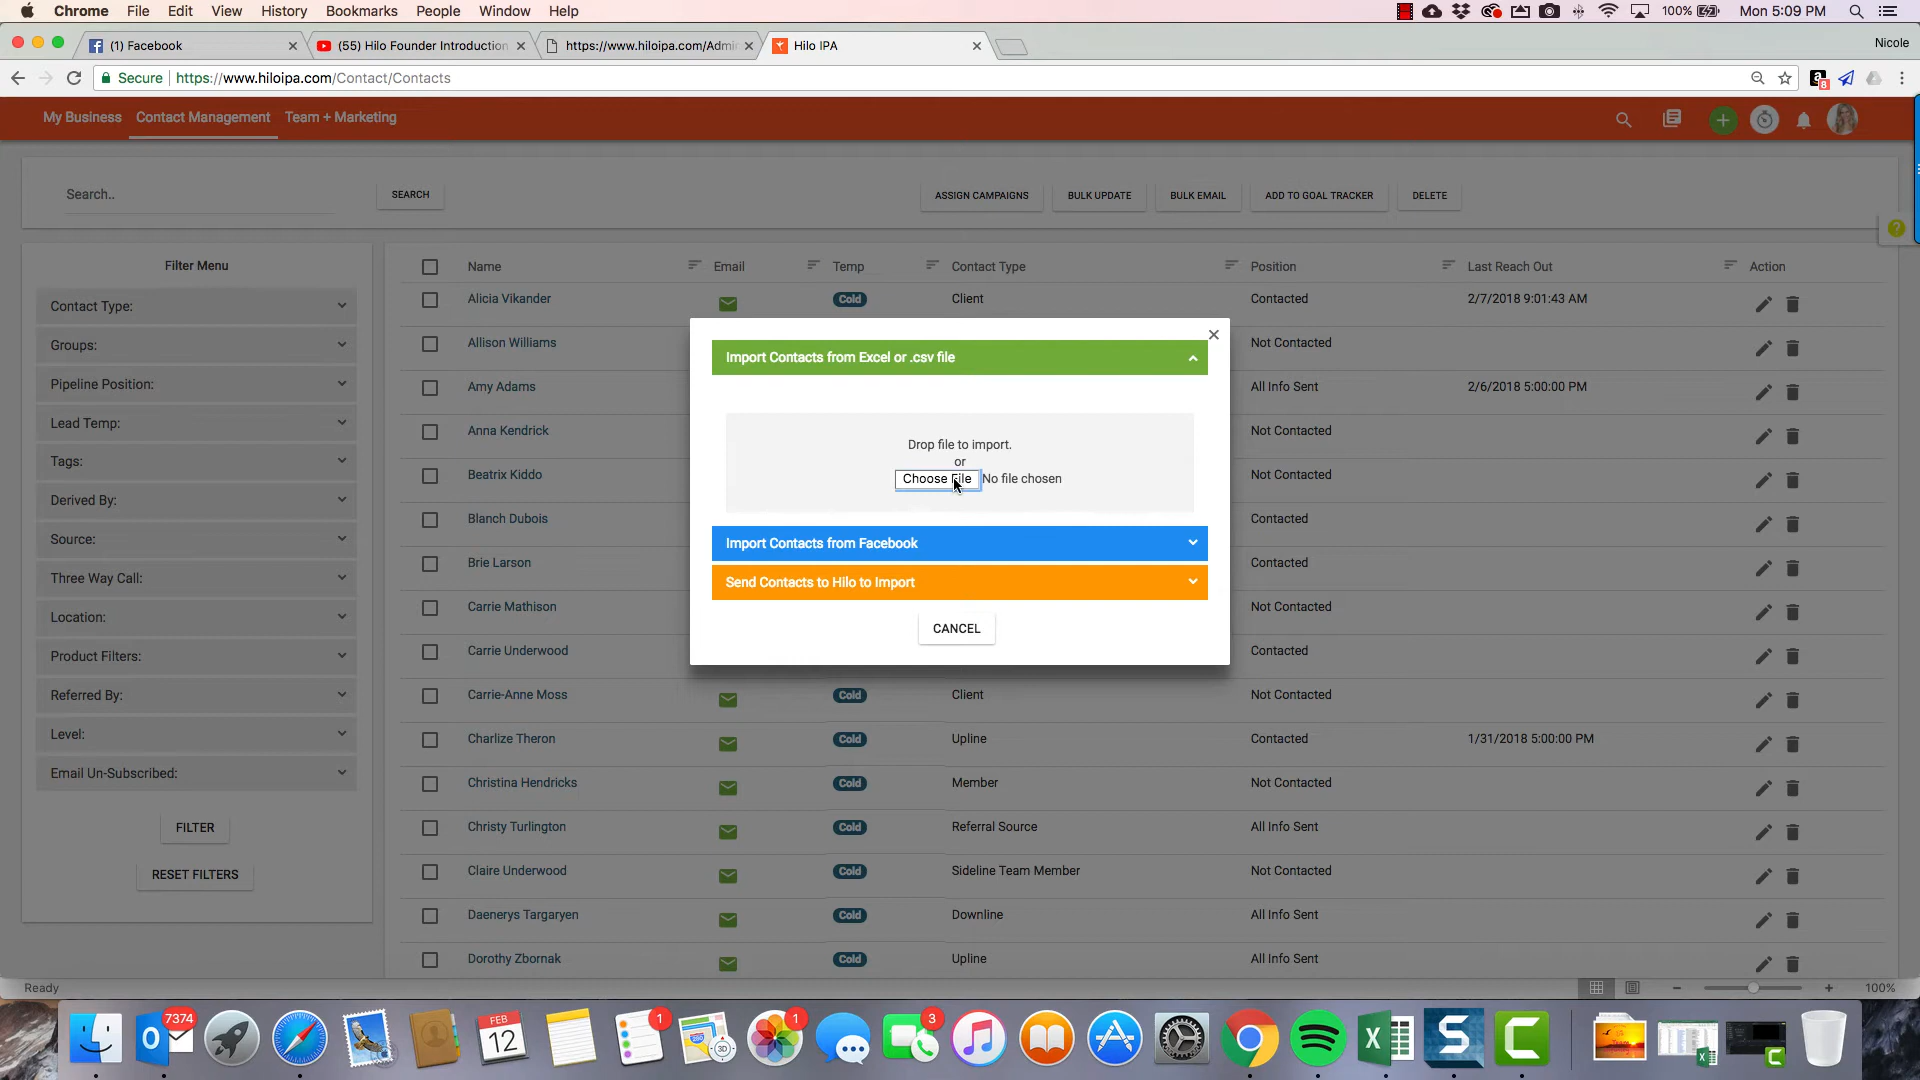 Chrome File Edit View History Bookmarks People Window Help 100% Mon 5:09 PM
(1) Facebook (55) Hilo Founder Introduction https://www.hiloipa.com/Admi Hilo IPA Nicole
Secure https://www.hiloipa.com/Contact/Contacts 8
My Business Contact Management Team + Marketing
Search.. SEARCH ASSIGN CAMPAIGNS BULK UPDATE BULK EMAIL ADD TO GOAL TRACKER DELETE
?
Filter Menu
Contact Type:
Groups:
Pipeline Position:
Lead Temp:
Tags:
Derived By:
Source:
Three Way Call:
Location:
Product Filters:
Referred By:
Level:
Email Un-Subscribed:
FILTER
RESET FILTERS
Name Email Temp Contact Type Position Last Reach Out Action
Alicia Vikander Cold Client Contacted 2/7/2018 9:01:43 AM
Allison Williams Not Contacted
Amy Adams All Info Sent 2/6/2018 5:00:00 PM
Anna Kendrick Not Contacted
Beatrix Kiddo Not Contacted
Blanch Dubois Contacted
Brie Larson Contacted
Carrie Mathison Not Contacted
Carrie Underwood Contacted
Carrie-Anne Moss Cold Client Not Contacted
Charlize Theron Cold Upline Contacted 1/31/2018 5:00:00 PM
Christina Hendricks Cold Member Not Contacted
Christy Turlington Cold Referral Source All Info Sent
Claire Underwood Cold Sideline Team Member Not Contacted
Daenerys Targaryen Cold Downline All Info Sent
Dorothy Zbornak Cold Upline All Info Sent
Import Contacts from Excel or .csv file
Drop file to import.
or
Choose File No file chosen
Import Contacts from Facebook
Send Contacts to Hilo to Import
CANCEL
Ready 100%
7374 FEB 12 1 3D 1 3